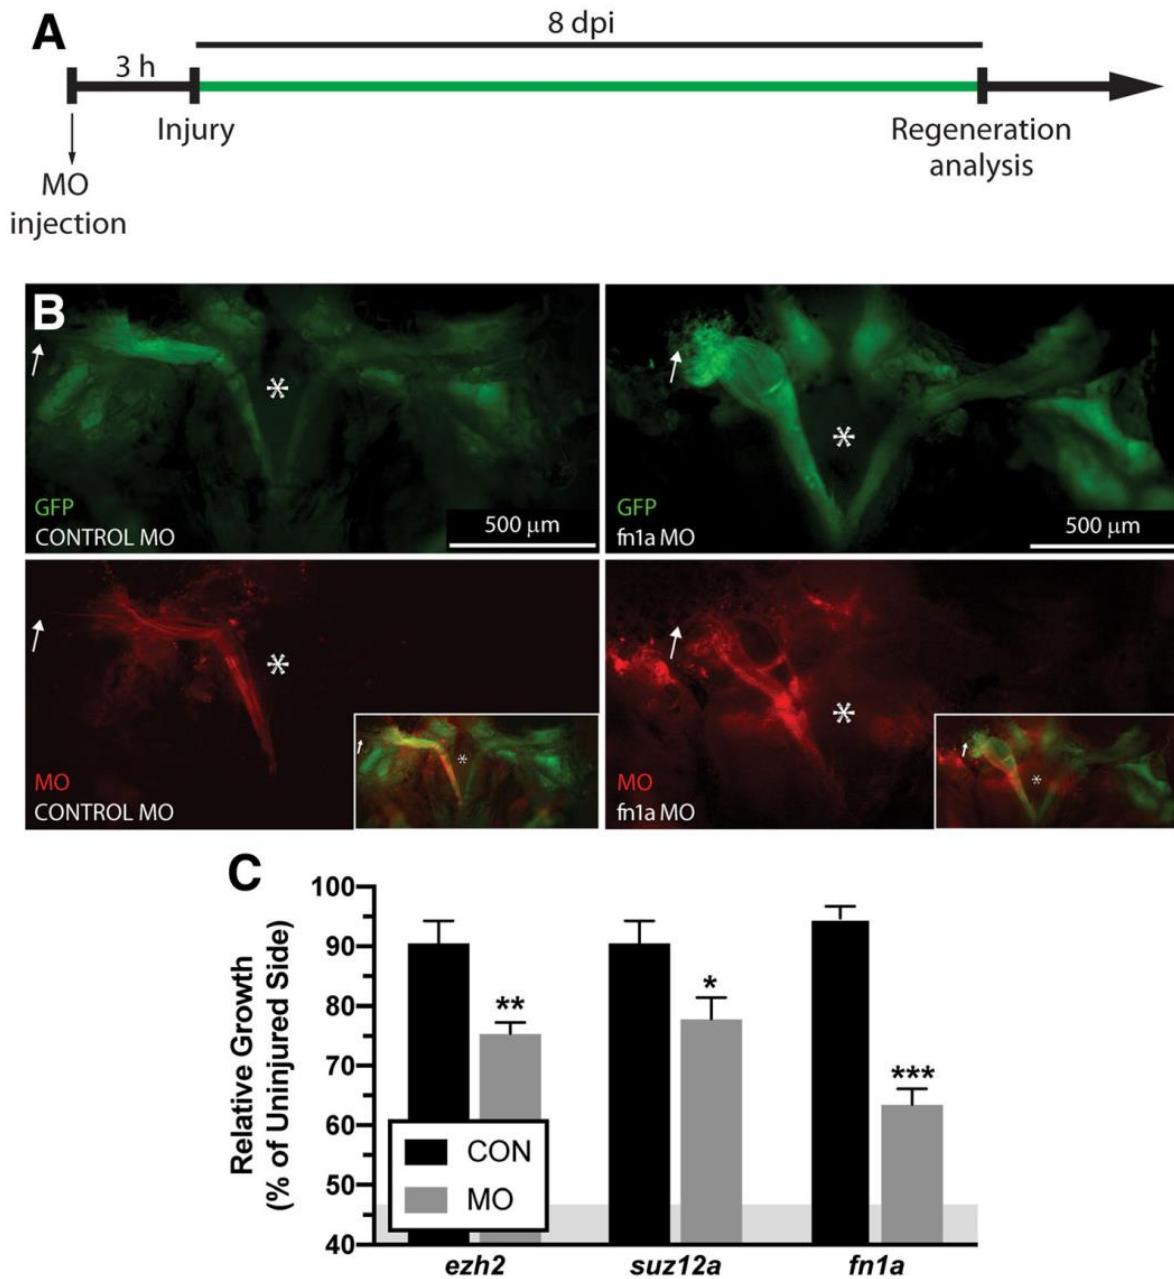 A
8 dpi
3 h
Injury
Regeneration
analysis
MO
injection
B
GFP
CONTROL MO
500 μm
GFP
fn1a MO
500 μm
*
*
MO
CONTROL MO
*
*
MO
fn1a MO
*
*
C
Relative Growth
(% of Uninjured Side)
100
90
80
70
60
50
40
**
*
***
CON
MO
ezh2
suz12a
fn1a